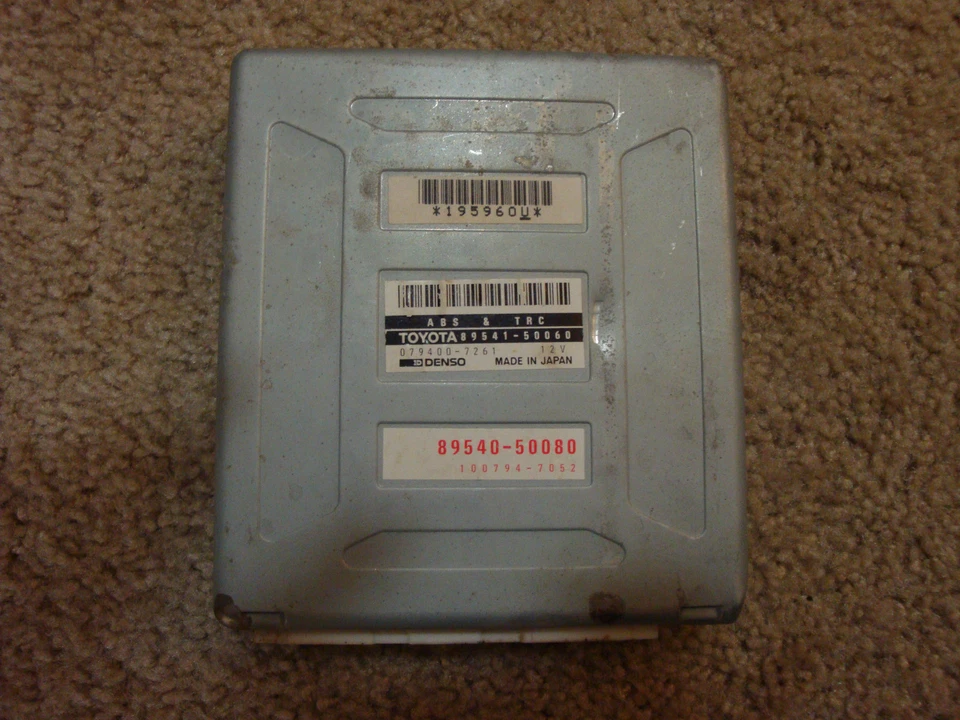 *195960U*
ABS & TRC
TOYOTA 89541-50060
079400-7261 12V
DENSO MADE IN JAPAN
89540-50080
100794-7052